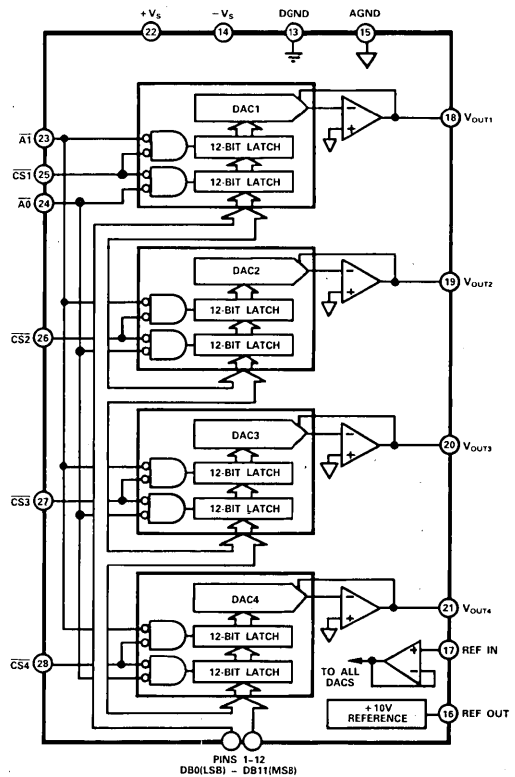 +VS -VS DGND AGND
22 14 13 15
DAC1
- +
18 VOUT1
A1 23
12-BIT LATCH
CS1 25
12-BIT LATCH
A0 24
DAC2
- +
19 VOUT2
12-BIT LATCH
CS2 26
12-BIT LATCH
DAC3
- +
20 VOUT3
12-BIT LATCH
CS3 27
12-BIT LATCH
DAC4
- +
21 VOUT4
12-BIT LATCH
CS4 28
12-BIT LATCH
+ -
17 REF IN
TO ALL
DACS
+10V
REFERENCE
16 REF OUT
PINS 1-12
DB0(LSB) - DB11(MSB)